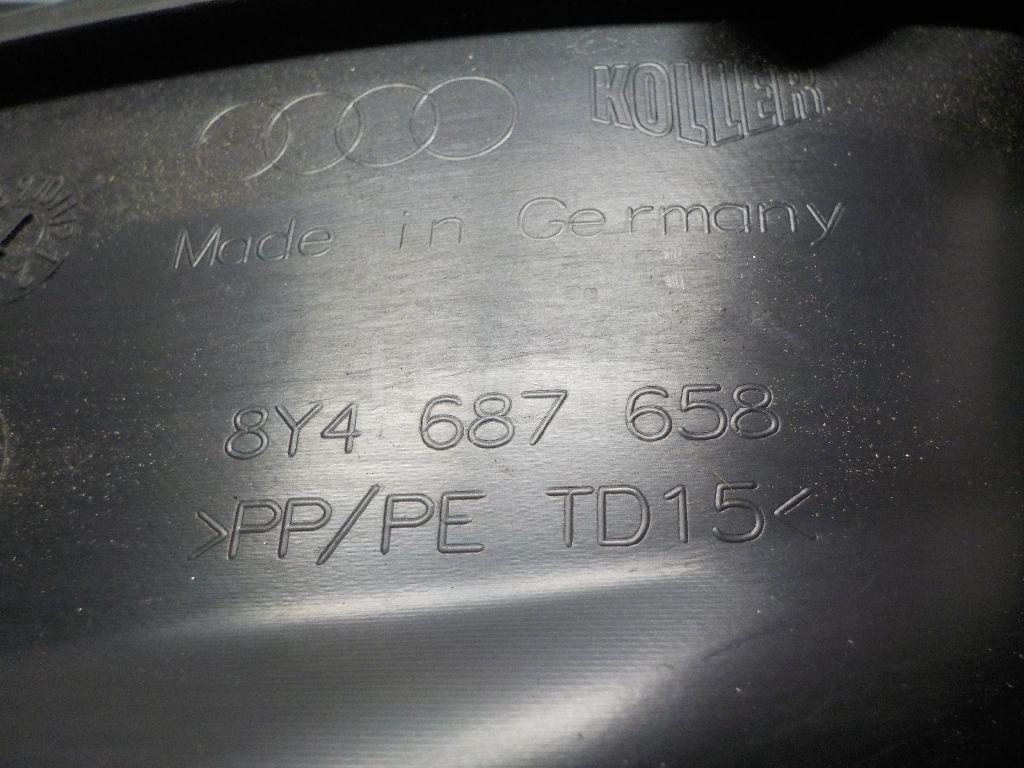 KOLLER
Made in Germany
8Y4 687 658
>PP/PE TD15<